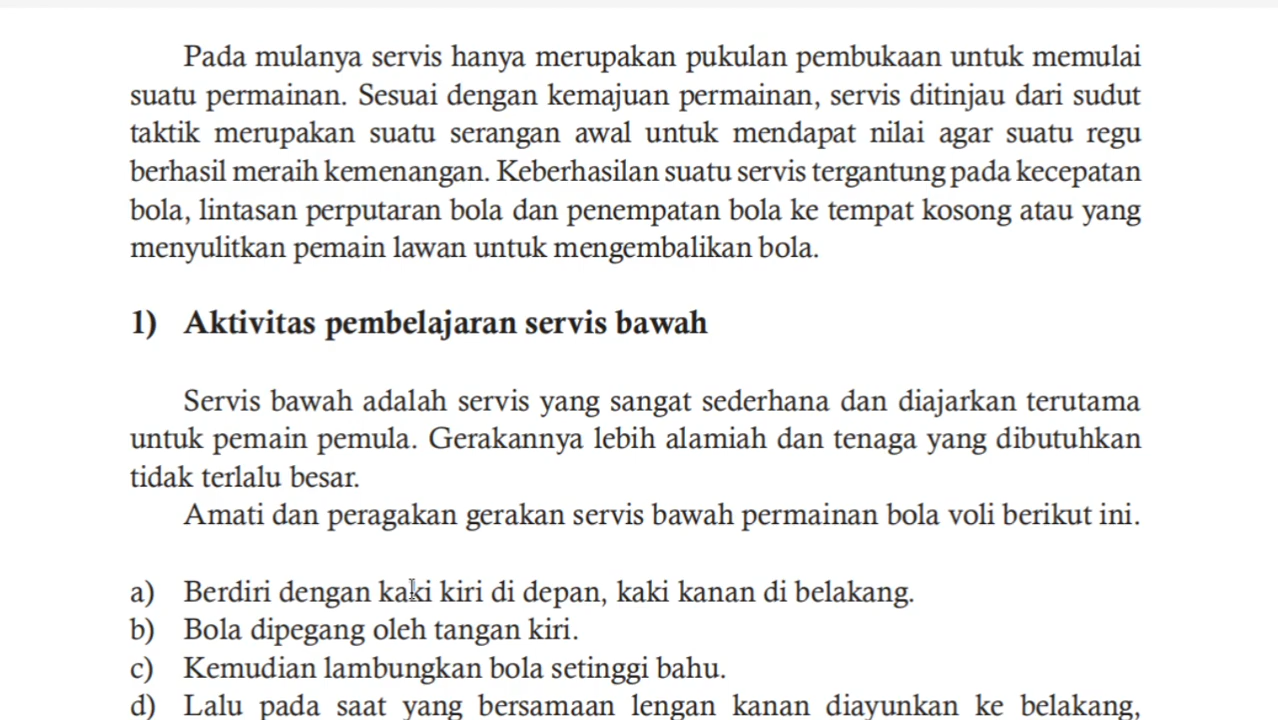 Pada mulanya servis hanya merupakan pukulan pembukaan untuk memulai
suatu permainan. Sesuai dengan kemajuan permainan, servis ditinjau dari sudut
taktik merupakan suatu serangan awal untuk mendapat nilai agar suatu regu
berhasil meraih kemenangan. Keberhasilan suatu servis tergantung pada kecepatan
bola, lintasan perputaran bola dan penempatan bola ke tempat kosong atau yang
menyulitkan pemain lawan untuk mengembalikan bola.
1) Aktivitas pembelajaran servis bawah
Servis bawah adalah servis yang sangat sederhana dan diajarkan terutama
untuk pemain pemula. Gerakannya lebih alamiah dan tenaga yang dibutuhkan
tidak terlalu besar.
Amati dan peragakan gerakan servis bawah permainan bola voli berikut ini.
a) Berdiri dengan kaki kiri di depan, kaki kanan di belakang.
b) Bola dipegang oleh tangan kiri.
c) Kemudian lambungkan bola setinggi bahu.
d) Lalu pada saat yang bersamaan lengan kanan diayunkan ke belakang,